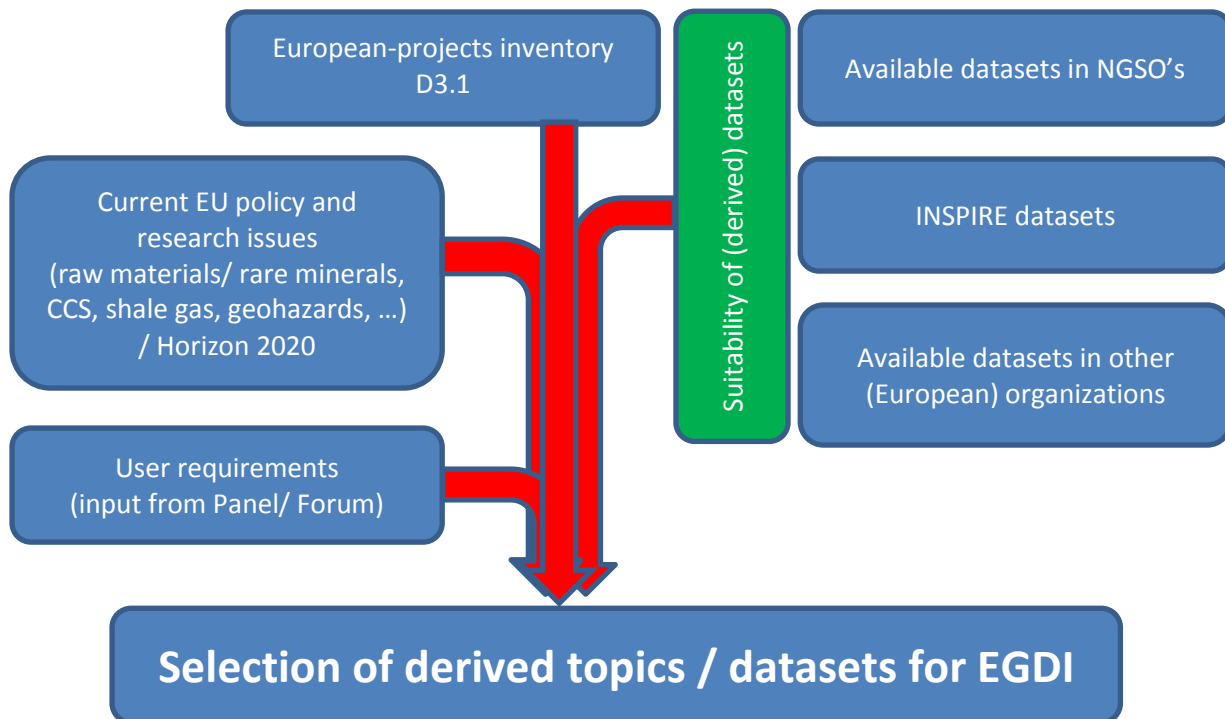 European-projects inventory
D3.1
Current EU policy and
research issues
(raw materials/ rare minerals,
CCS, shale gas, geohazards, …)
/ Horizon 2020
User requirements
(input from Panel/ Forum)
Suitability of (derived) datasets
Available datasets in NGSO’s
INSPIRE datasets
Available datasets in other
(European) organizations
Selection of derived topics / datasets for EGDI